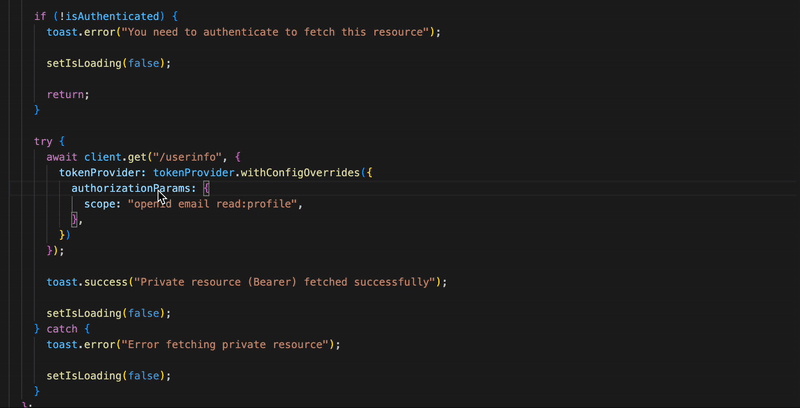 if (!isAuthenticated) {
toast.error("You need to authenticate to fetch this resource");
setIsLoading(false);
return;
}
try {
await client.get("/userinfo", {
tokenProvider: tokenProvider.withConfigOverrides({
authorizationParams: {
scope: "openid email read:profile",
},
})
});
toast.success("Private resource (Bearer) fetched successfully");
setIsLoading(false);
} catch {
toast.error("Error fetching private resource");
setIsLoading(false);
}
};